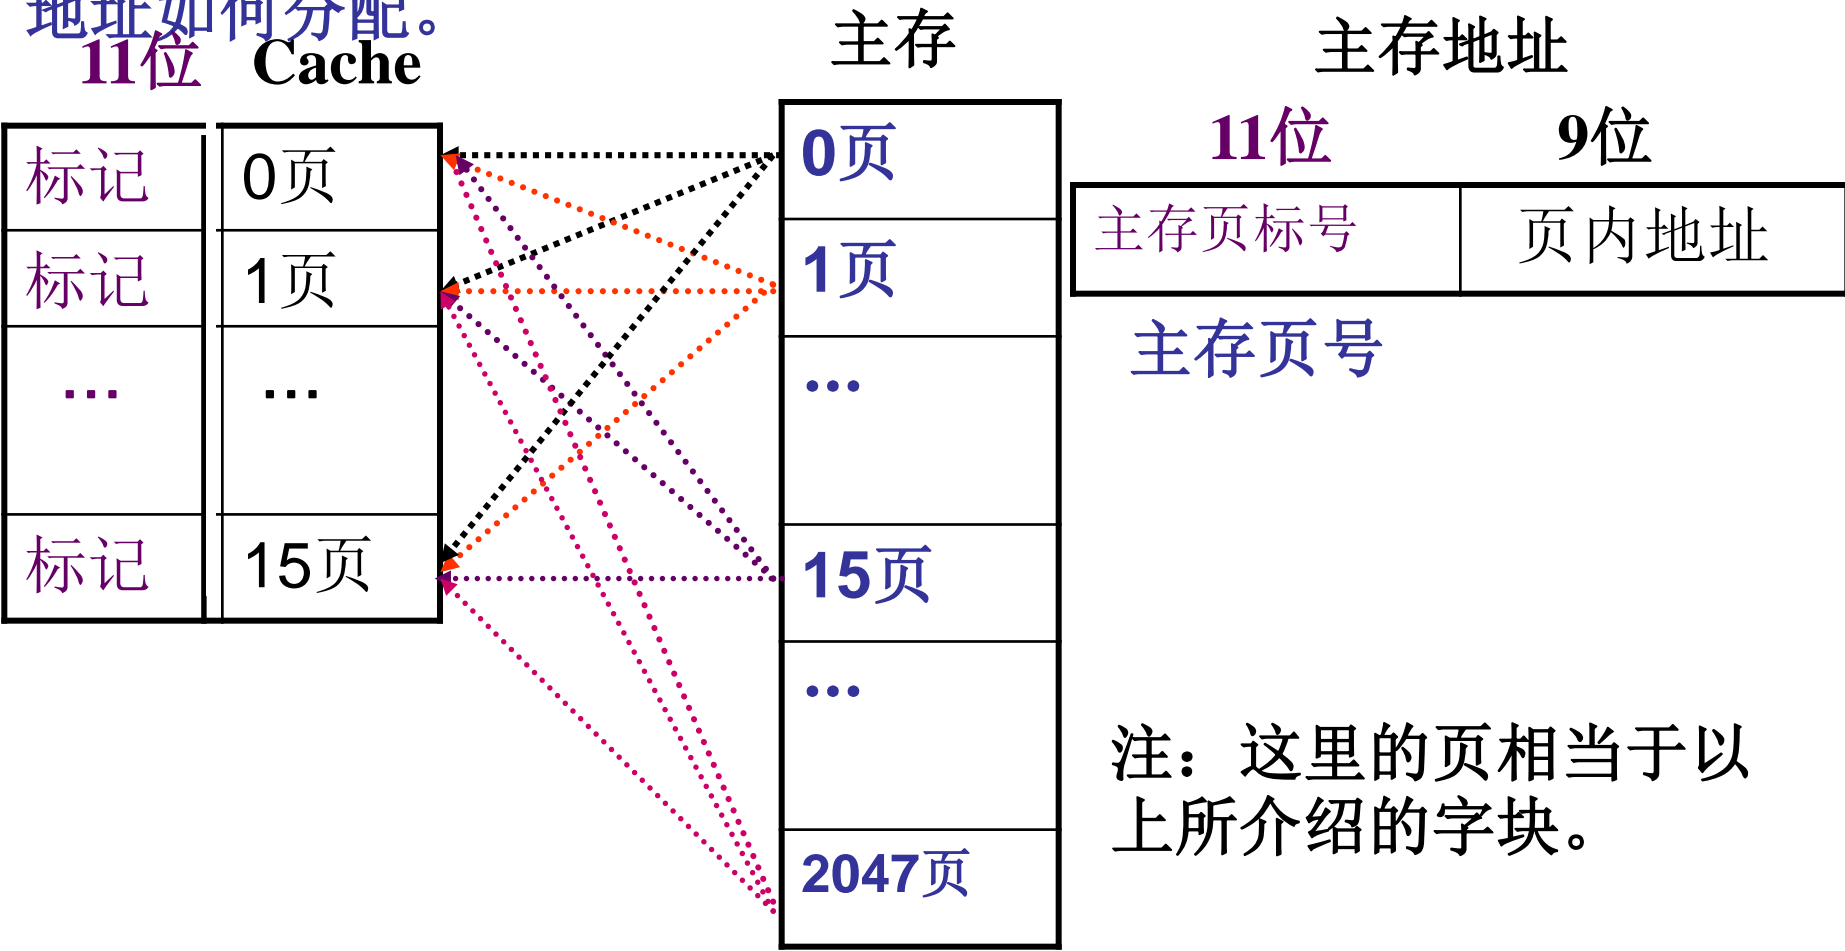 地址如何分配。
11位 Cache
主存
主存地址
11位 9位
标记 0页
标记 1页
… …
标记 15页
0页
1页
…
15页
…
2047页
主存页标号 页内地址
主存页号
注：这里的页相当于以
上所介绍的字块。